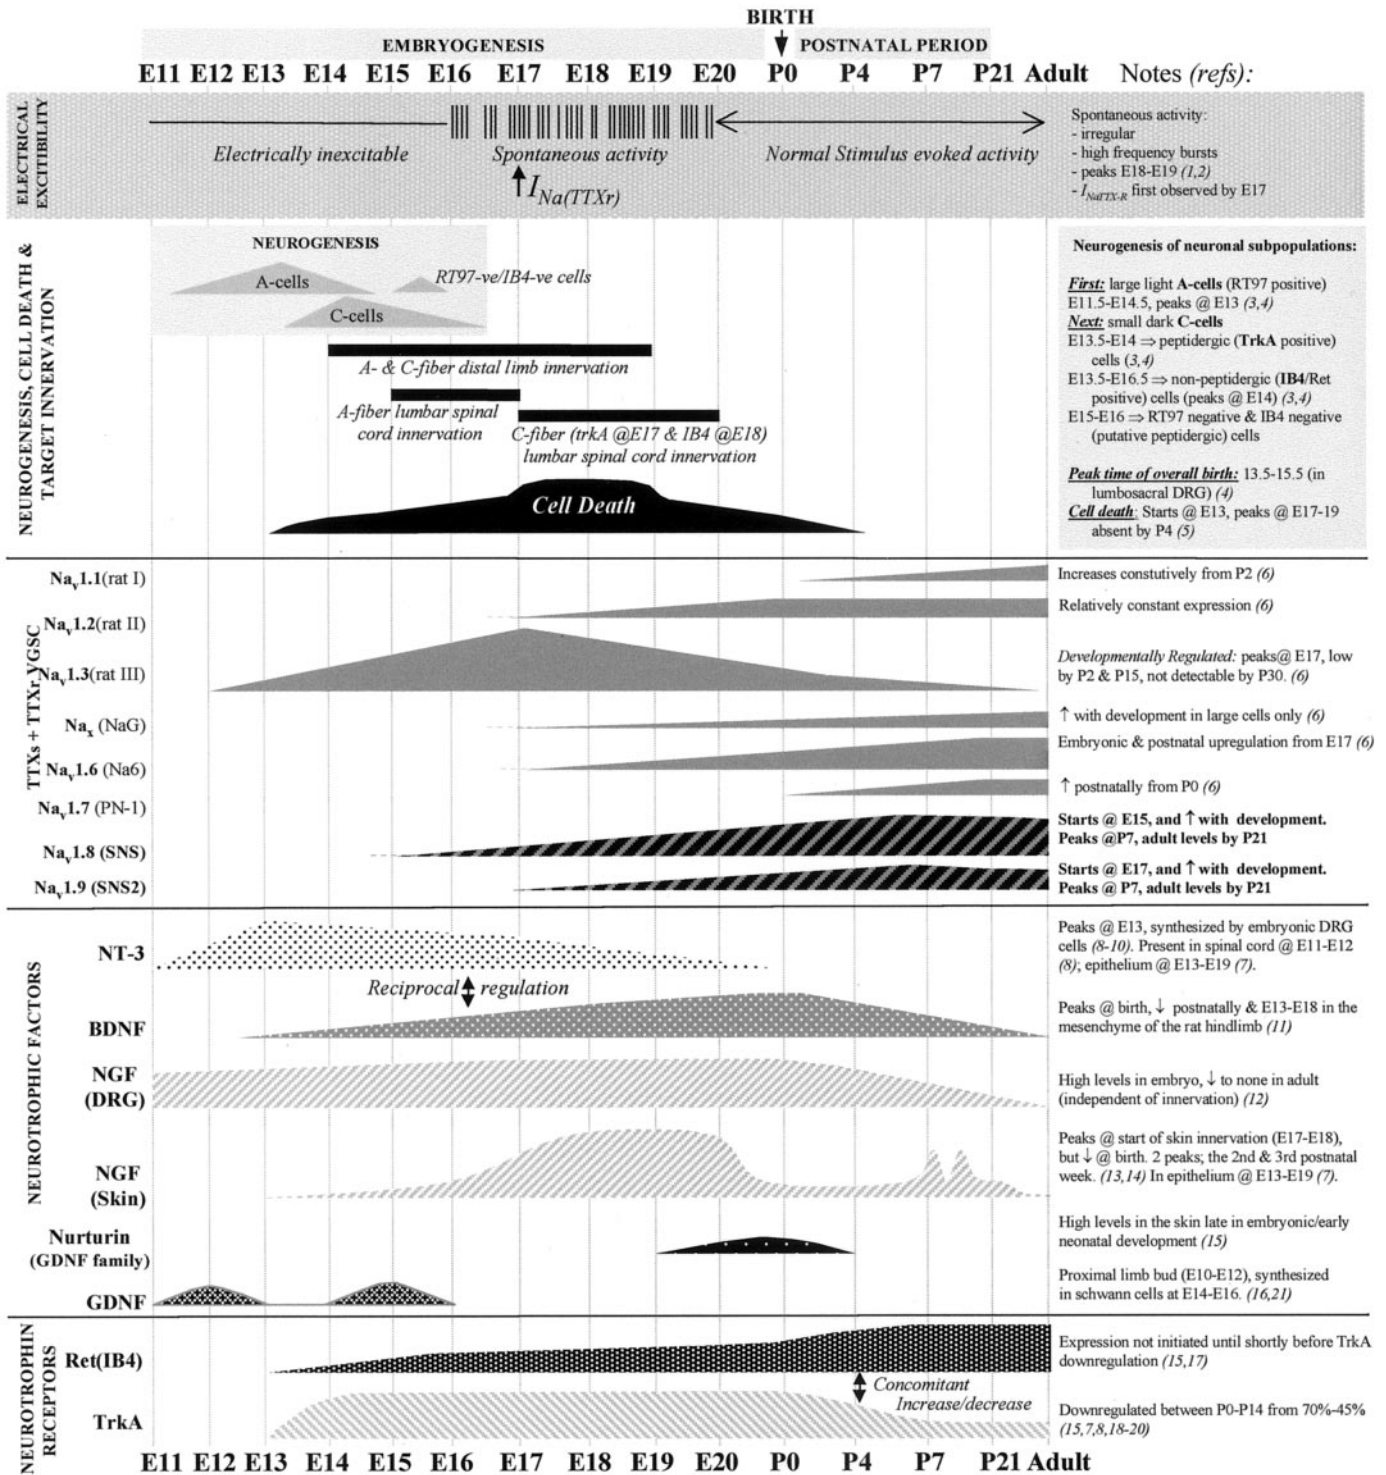 BIRTH
EMBRYOGENESIS
POSTNATAL PERIOD
E11 E12 E13 E14 E15 E16 E17 E18 E19 E20 P0 P4 P7 P21 Adult Notes (refs):
ELECTRICAL
EXCITIBILITY
Electrically inexcitable
Spontaneous activity
Normal Stimulus evoked activity
I Na(TTXr)
Spontaneous activity:
- irregular
- high frequency bursts
- peaks E18-E19 (1,2)
- I NaTTX-R first observed by E17
NEUROGENESIS, CELL DEATH &
TARGET INNERVATION
NEUROGENESIS
A-cells
RT97-ve/IB4-ve cells
C-cells
A- & C-fiber distal limb innervation
A-fiber lumbar spinal
cord innervation
C-fiber (trkA @E17 & IB4 @E18)
lumbar spinal cord innervation
Cell Death
Neurogenesis of neuronal subpopulations:
First: large light A-cells (RT97 positive)
E11.5-E14.5, peaks @ E13 (3,4)
Next: small dark C-cells
E13.5-E14 ⇒ peptidergic (TrkA positive)
cells (3,4)
E13.5-E16.5 ⇒ non-peptidergic (IB4/Ret
positive) cells (peaks @ E14) (3,4)
E15-E16 ⇒ RT97 negative & IB4 negative
(putative peptidergic) cells
Peak time of overall birth: 13.5-15.5 (in
lumbosacral DRG) (4)
Cell death: Starts @ E13, peaks @ E17-19
absent by P4 (5)
TTXs + TTXr VGSC
Nav1.1(rat I)
Increases constutively from P2 (6)
Nav1.2(rat II)
Relatively constant expression (6)
Nav1.3(rat III)
Developmentally Regulated: peaks@ E17, low
by P2 & P15, not detectable by P30. (6)
Nax (NaG)
↑ with development in large cells only (6)
Nav1.6 (Na6)
Embryonic & postnatal upregulation from E17 (6)
Nav1.7 (PN-1)
↑ postnatally from P0 (6)
Nav1.8 (SNS)
Starts @ E15, and ↑ with development.
Peaks @P7, adult levels by P21
Nav1.9 (SNS2)
Starts @ E17, and ↑ with development.
Peaks @ P7, adult levels by P21
NEUROTROPHIC FACTORS
NT-3
Peaks @ E13, synthesized by embryonic DRG
cells (8-10). Present in spinal cord @ E11-E12
(8); epithelium @ E13-E19 (7).
Reciprocal regulation
BDNF
Peaks @ birth, ↓ postnatally & E13-E18 in the
mesenchyme of the rat hindlimb (11)
NGF
(DRG)
High levels in embryo, ↓ to none in adult
(independent of innervation) (12)
NGF
(Skin)
Peaks @ start of skin innervation (E17-E18),
but ↓ @ birth. 2 peaks; the 2nd & 3rd postnatal
week. (13,14) In epithelium @ E13-E19 (7).
Nurturin
(GDNF family)
High levels in the skin late in embryonic/early
neonatal development (15)
GDNF
Proximal limb bud (E10-E12), synthesized
in schwann cells at E14-E16. (16,21)
NEUROTROPHIN
RECEPTORS
Ret(IB4)
Expression not initiated until shortly before TrkA
downregulation (15,17)
Concomitant
Increase/decrease
TrkA
Downregulated between P0-P14 from 70%-45%
(15,7,8,18-20)
E11 E12 E13 E14 E15 E16 E17 E18 E19 E20 P0 P4 P7 P21 Adult